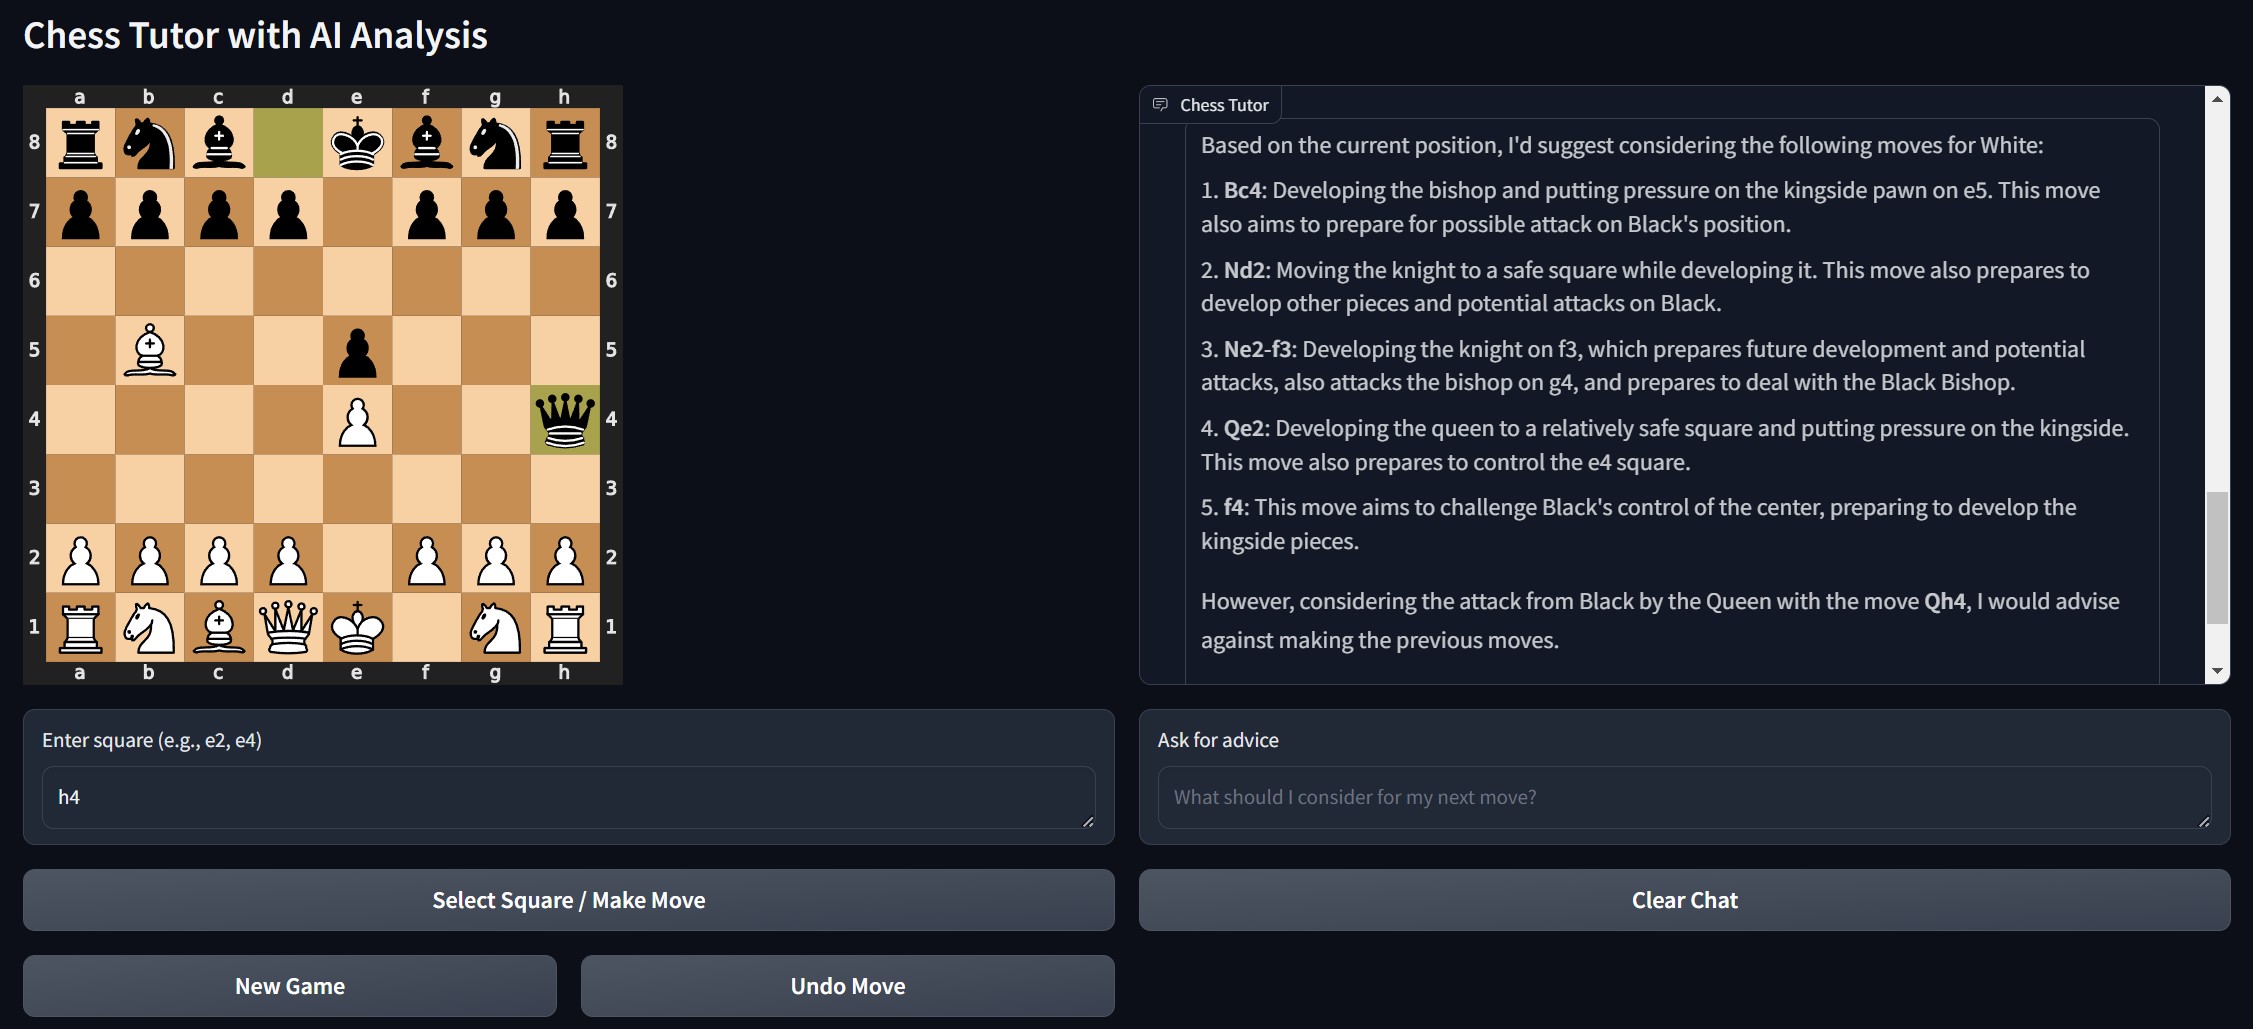 Chess Tutor with AI Analysis
a b c d e f g h
8 8
7 7
6 6
5 5
4 4
3 3
2 2
1 1
a b c d e f g h
Chess Tutor
Based on the current position, I'd suggest considering the following moves for White:
1. Bc4: Developing the bishop and putting pressure on the kingside pawn on e5. This move
also aims to prepare for possible attack on Black's position.
2. Nd2: Moving the knight to a safe square while developing it. This move also prepares to
develop other pieces and potential attacks on Black.
3. Ne2-f3: Developing the knight on f3, which prepares future development and potential
attacks, also attacks the bishop on g4, and prepares to deal with the Black Bishop.
4. Qe2: Developing the queen to a relatively safe square and putting pressure on the kingside.
This move also prepares to control the e4 square.
5. f4: This move aims to challenge Black's control of the center, preparing to develop the
kingside pieces.
However, considering the attack from Black by the Queen with the move Qh4, I would advise
against making the previous moves.
Enter square (e.g., e2, e4)
h4
Ask for advice
What should I consider for my next move?
Select Square / Make Move
Clear Chat
New Game
Undo Move